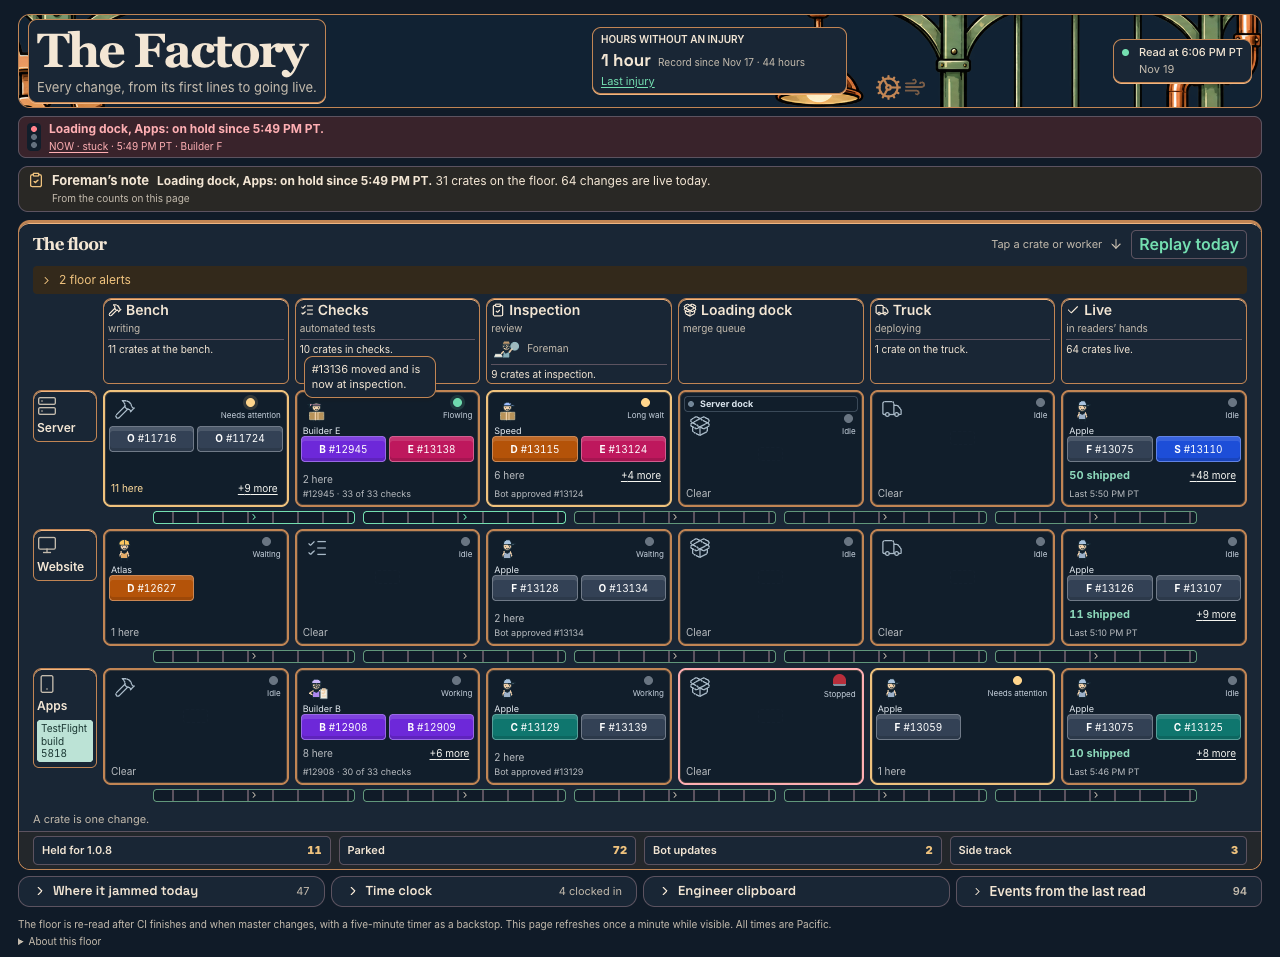 The Factory
Every change, from its first lines to going live.
HOURS WITHOUT AN INJURY
1 hour Record since Nov 17 · 44 hours
Last injury
Read at 6:06 PM PT
Nov 19
Loading dock, Apps: on hold since 5:49 PM PT.
NOW · stuck · 5:49 PM PT · Builder F
Foreman's note Loading dock, Apps: on hold since 5:49 PM PT. 31 crates on the floor. 64 changes are live today.
From the counts on this page
The floor
Tap a crate or worker
Replay today
2 floor alerts
Bench
writing
11 crates at the bench.
Checks
automated tests
10 crates in checks.
Inspection
review
Foreman
9 crates at inspection.
Loading dock
merge queue
Truck
deploying
1 crate on the truck.
Live
in readers' hands
64 crates live.
#13136 moved and is
now at inspection.
Server
Needs attention
O #11716 O #11724
11 here +9 more
Flowing
Builder E
B #12945 E #13138
2 here
#12945 · 33 of 33 checks
Long wait
Speed
D #13115 E #13124
6 here +4 more
Bot approved #13124
Server dock
Idle
Clear
Idle
Clear
Idle
Apple
F #13075 S #13110
50 shipped +48 more
Last 5:50 PM PT
Website
Waiting
Atlas
D #12627
1 here
Idle
Clear
Waiting
Apple
F #13128 O #13134
2 here
Bot approved #13134
Idle
Clear
Idle
Clear
Idle
Apple
F #13126 F #13107
11 shipped +9 more
Last 5:10 PM PT
Apps
TestFlight
build
5818
Idle
Clear
Working
Builder B
B #12908 B #12909
8 here +6 more
#12908 · 30 of 33 checks
Working
Apple
C #13129 F #13139
2 here
Bot approved #13129
Stopped
Clear
Needs attention
Apple
F #13059
1 here
Idle
Apple
F #13075 C #13125
10 shipped +8 more
Last 5:46 PM PT
A crate is one change.
Held for 1.0.8 11
Parked 72
Bot updates 2
Side track 3
Where it jammed today 47
Time clock 4 clocked in
Engineer clipboard
Events from the last read 94
The floor is re-read after CI finishes and when master changes, with a five-minute timer as a backstop. This page refreshes once a minute while visible. All times are Pacific.
About this floor